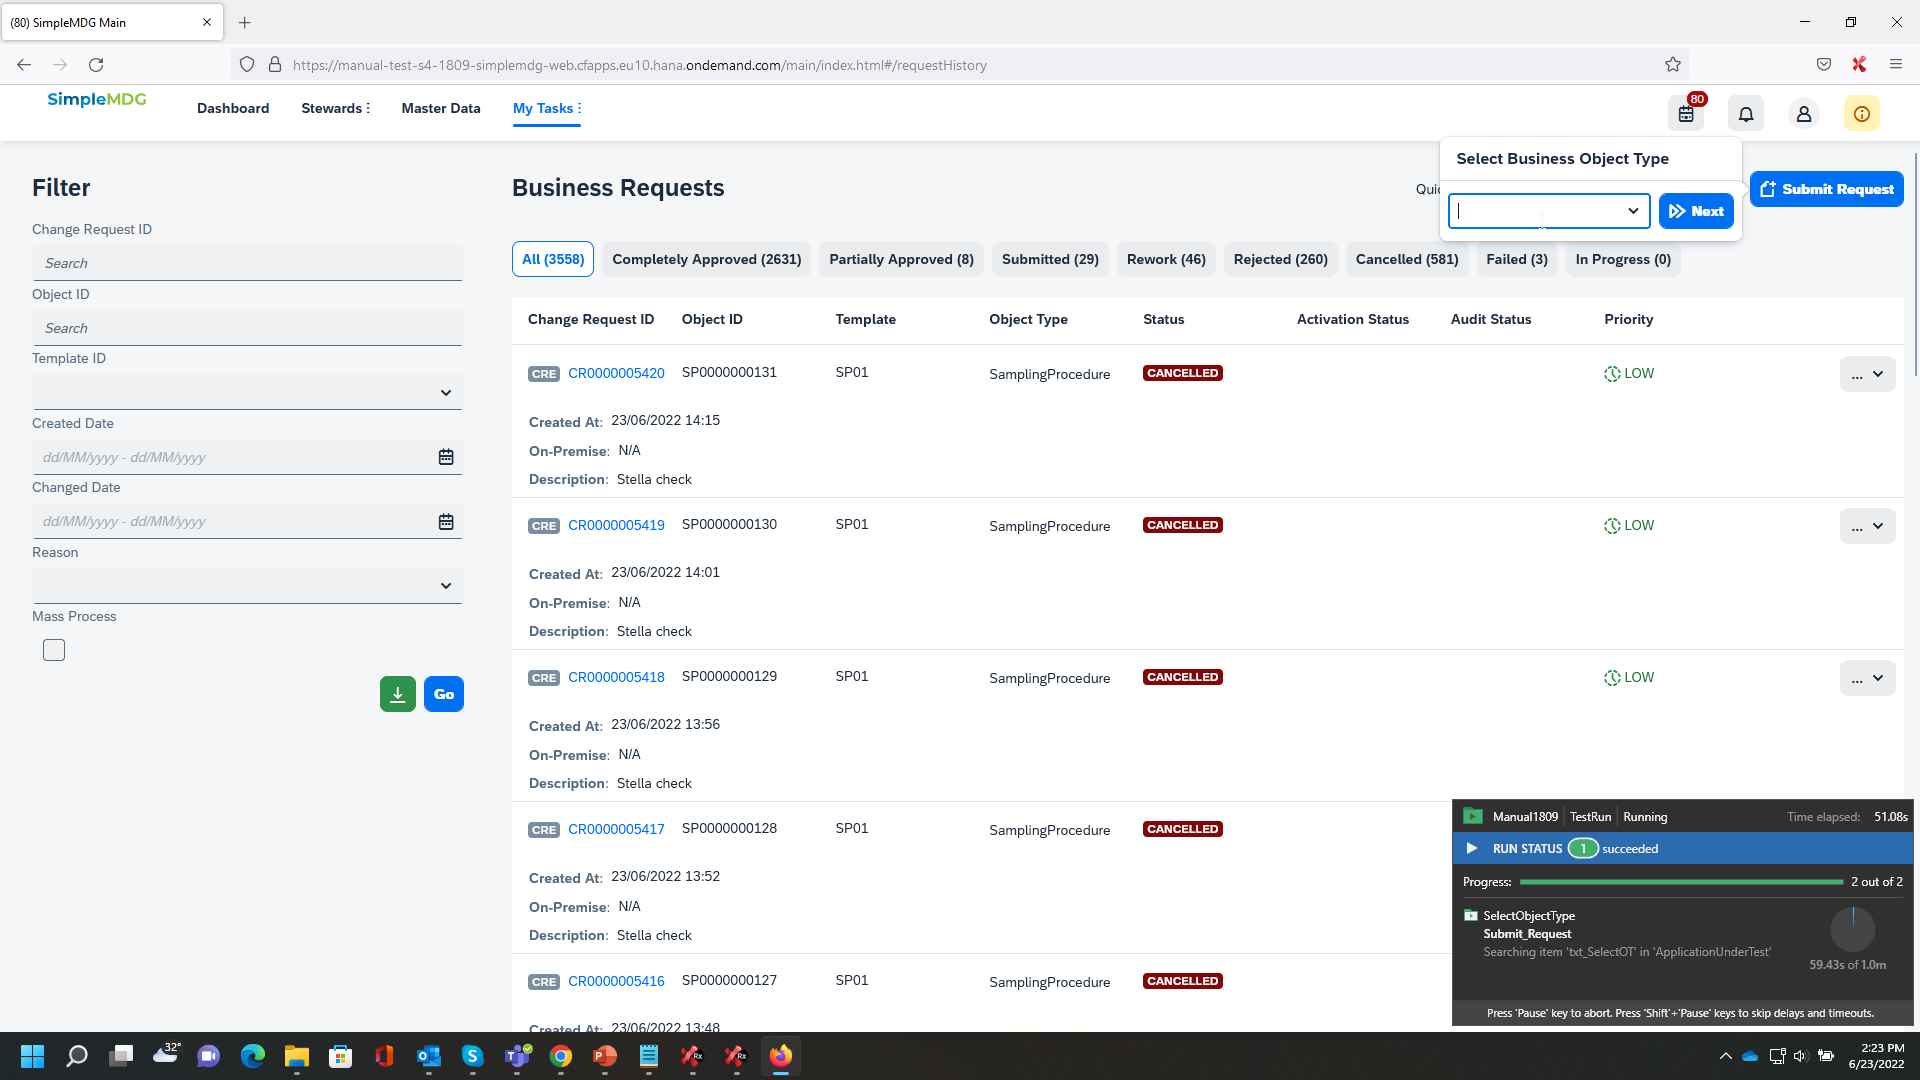 (80) SimpleMDG Main
https://manual-test-s4-1809-simplemdg-web.cfapps.eu10.hana.ondemand.com/main/index.html#/requestHistory
SimpleMDG
Dashboard
Stewards
Master Data
My Tasks
80
Select Business Object Type
Next
Submit Request
Filter
Change Request ID
Search
Object ID
Search
Template ID
Created Date
dd/MM/yyyy - dd/MM/yyyy
Changed Date
dd/MM/yyyy - dd/MM/yyyy
Reason
Mass Process
Go
Business Requests
All (3558)
Completely Approved (2631)
Partially Approved (8)
Submitted (29)
Rework (46)
Rejected (260)
Cancelled (581)
Failed (3)
In Progress (0)
Change Request ID Object ID Template Object Type Status Activation Status Audit Status Priority
CRE CR0000005420 SP0000000131 SP01 SamplingProcedure CANCELLED LOW ...
Created At: 23/06/2022 14:15
On-Premise: N/A
Description: Stella check
CRE CR0000005419 SP0000000130 SP01 SamplingProcedure CANCELLED LOW ...
Created At: 23/06/2022 14:01
On-Premise: N/A
Description: Stella check
CRE CR0000005418 SP0000000129 SP01 SamplingProcedure CANCELLED LOW ...
Created At: 23/06/2022 13:56
On-Premise: N/A
Description: Stella check
CRE CR0000005417 SP0000000128 SP01 SamplingProcedure CANCELLED
Created At: 23/06/2022 13:52
On-Premise: N/A
Description: Stella check
CRE CR0000005416 SP0000000127 SP01 SamplingProcedure CANCELLED
Created At: 23/06/2022 13:48
Manual1809 TestRun Running Time elapsed: 51.08s
RUN STATUS 1 succeeded
Progress: 2 out of 2
SelectObjectType
Submit_Request
Searching item 'txt_SelectOT' in 'ApplicationUnderTest'
59.43s of 1.0m
Press 'Pause' key to abort. Press 'Shift'+'Pause' keys to skip delays and timeouts.
32°
2:23 PM
6/23/2022